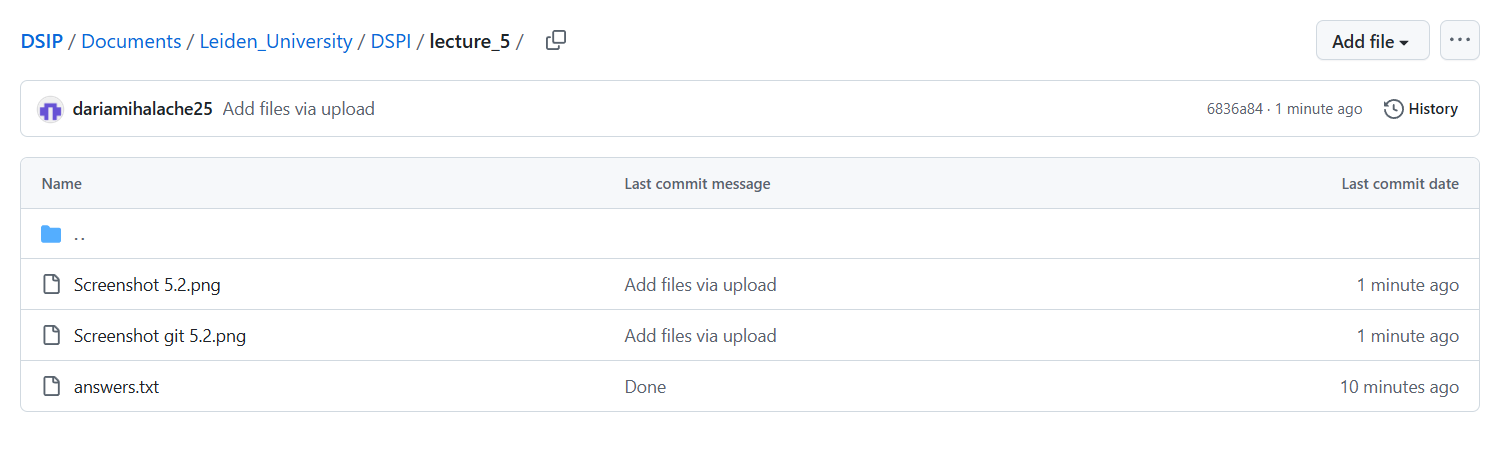 DSIP / Documents / Leiden_University / DSPI / lecture_5 / Add file ...
dariamihalache25 Add files via upload 6836a84 · 1 minute ago History
Name Last commit message Last commit date
..
Screenshot 5.2.png Add files via upload 1 minute ago
Screenshot git 5.2.png Add files via upload 1 minute ago
answers.txt Done 10 minutes ago